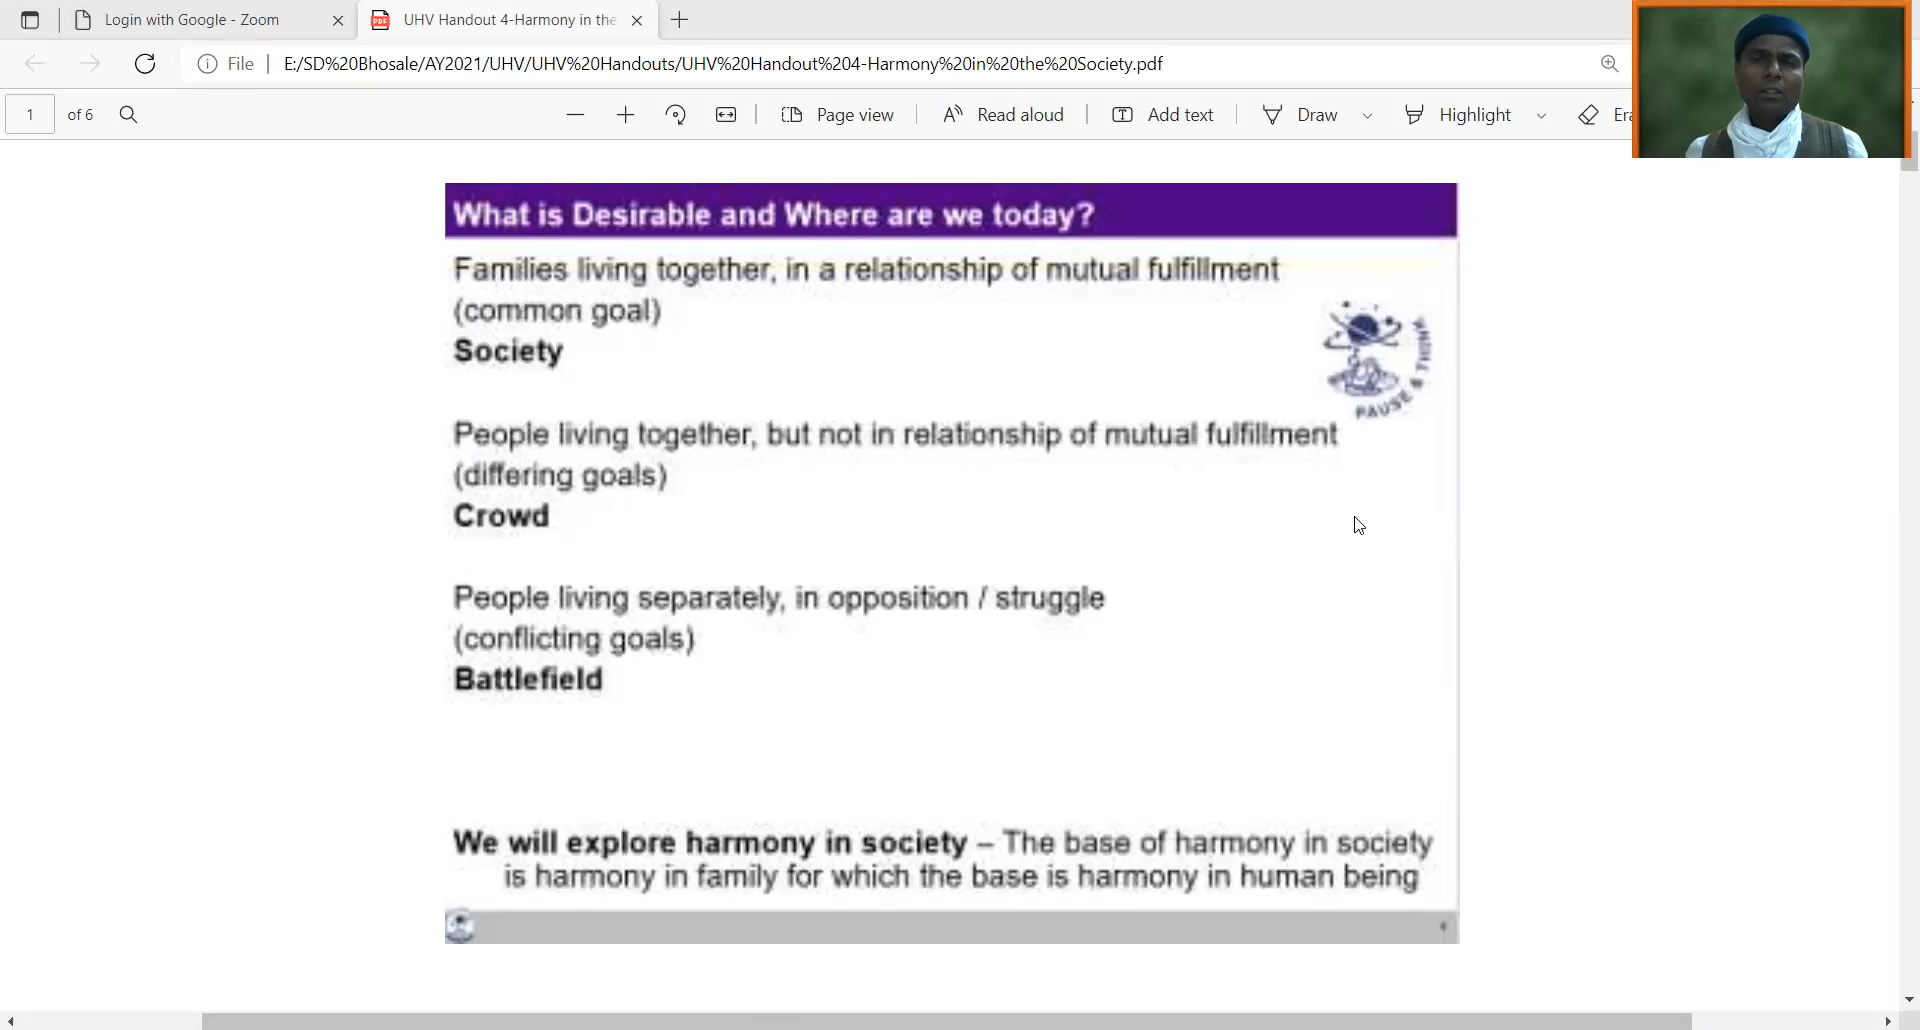 Login with Google - Zoom
UHV Handout 4-Harmony in the
File
E:/SD%20Bhosale/AY2021/UHV/UHV%20Handouts/UHV%20Handout%204-Harmony%20in%20the%20Society.pdf
1 of 6
Page view
Read aloud
Add text
Draw
Highlight
Era
What is Desirable and Where are we today?
Families living together, in a relationship of mutual fulfillment
(common goal)
Society
PAUSE & THINK
People living together, but not in relationship of mutual fulfillment
(differing goals)
Crowd
People living separately, in opposition / struggle
(conflicting goals)
Battlefield
We will explore harmony in society – The base of harmony in society
is harmony in family for which the base is harmony in human being